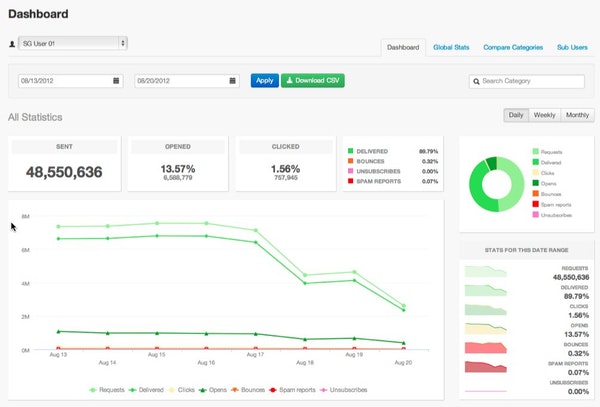 Dashboard
SG User 01
Dashboard Global Stats Compare Categories Sub Users
08/13/2012 08/20/2012 Apply Download CSV Search Category
All Statistics Daily Weekly Monthly
SENT
48,550,636
OPENED
13.57%
6,588,779
CLICKED
1.56%
757,945
DELIVERED 89.79%
BOUNCES 0.32%
UNSUBSCRIBES 0.00%
SPAM REPORTS 0.07%
Requests
Delivered
Clicks
Opens
Bounces
Spam reports
Unsubscribes
8M
6M
4M
2M
0M
Aug 13 Aug 14 Aug 15 Aug 16 Aug 17 Aug 18 Aug 19 Aug 20
Requests Delivered Clicks Opens Bounces Spam reports Unsubscribes
STATS FOR THIS DATE RANGE
REQUESTS
48,550,636
DELIVERED
89.79%
CLICKS
1.56%
OPENS
13.57%
BOUNCES
0.32%
SPAM REPORTS
0.07%
UNSUBSCRIBES
0.00%